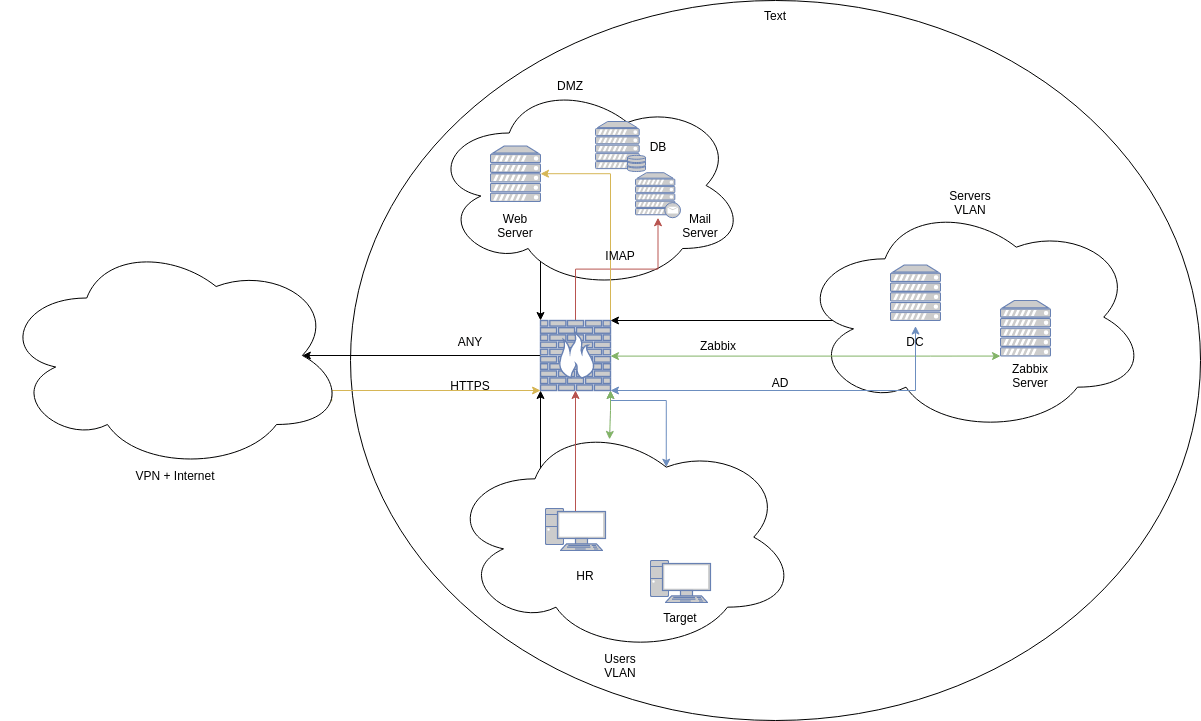 Text
DMZ
DB
Web
Server
Mail
Server
IMAP
Servers
VLAN
DC
Zabbix
Server
ANY
Zabbix
HTTPS
AD
VPN + Internet
HR
Target
Users
VLAN